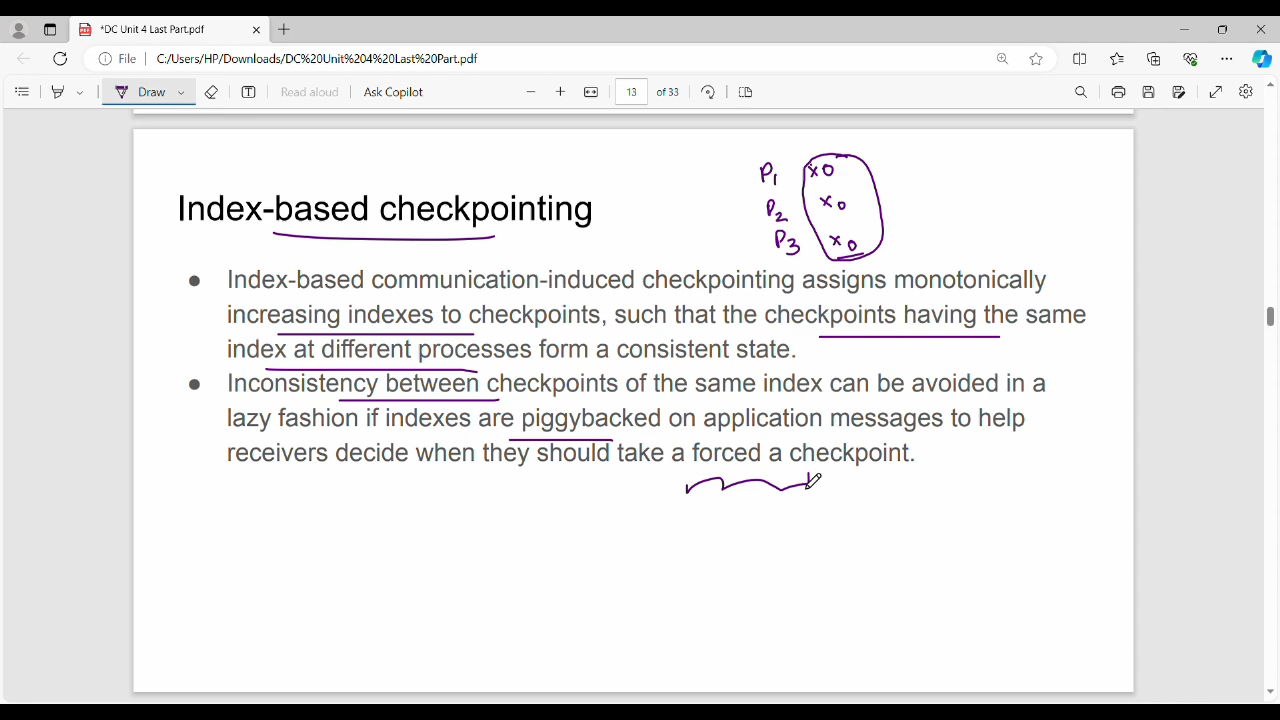 *DC Unit 4 Last Part.pdf
File C:/Users/HP/Downloads/DC%20Unit%204%20Last%20Part.pdf
Draw Read aloud Ask Copilot 13 of 33
P1 x0
P2 x0
P3 x0
Index-based checkpointing
● Index-based communication-induced checkpointing assigns monotonically
increasing indexes to checkpoints, such that the checkpoints having the same
index at different processes form a consistent state.
● Inconsistency between checkpoints of the same index can be avoided in a
lazy fashion if indexes are piggybacked on application messages to help
receivers decide when they should take a forced a checkpoint.